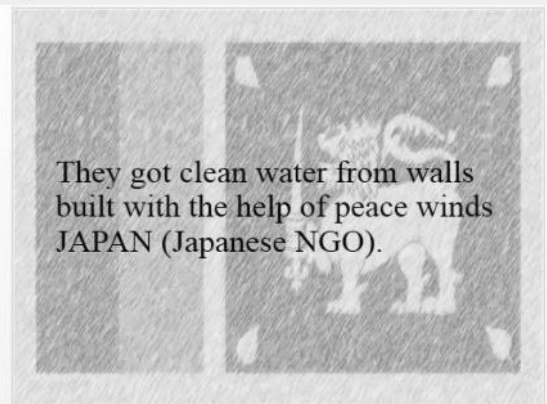 They got clean water from walls
built with the help of peace winds
JAPAN (Japanese NGO).